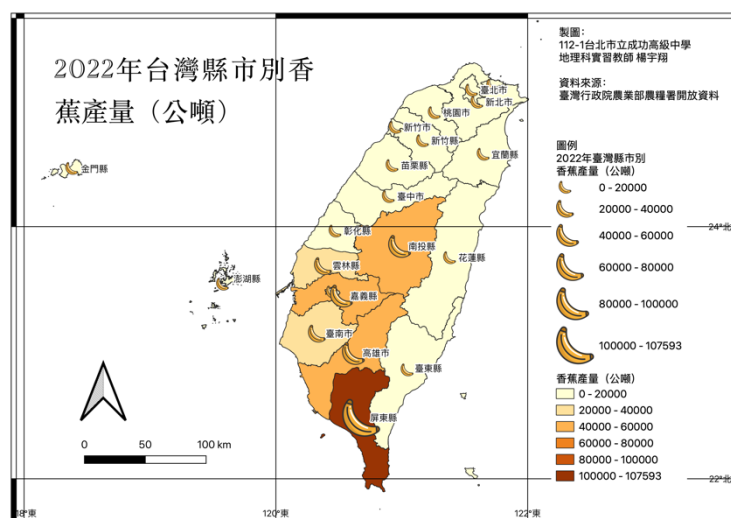 2022年台灣縣市別香
蕉產量（公噸）
製圖：
112-1台北市立成功高級中學
地理科實習教師 楊宇翔
資料來源：
臺灣行政院農業部農糧署開放資料
臺北市
新北市
桃園市
新竹市
新竹縣
宜蘭縣
苗栗縣
金門縣
臺中市
彰化縣
南投縣
花蓮縣
雲林縣
澎湖縣
嘉義縣
臺南市
高雄市
臺東縣
屏東縣
圖例
2022年臺灣縣市別
香蕉產量（公噸）
0 - 20000
20000 - 40000
40000 - 60000
60000 - 80000
80000 - 100000
100000 - 107593
香蕉產量（公噸）
0 - 20000
20000 - 40000
40000 - 60000
60000 - 80000
80000 - 100000
100000 - 107593
24°北
22°北
0 50 100 km
18°東
120°東
122°東